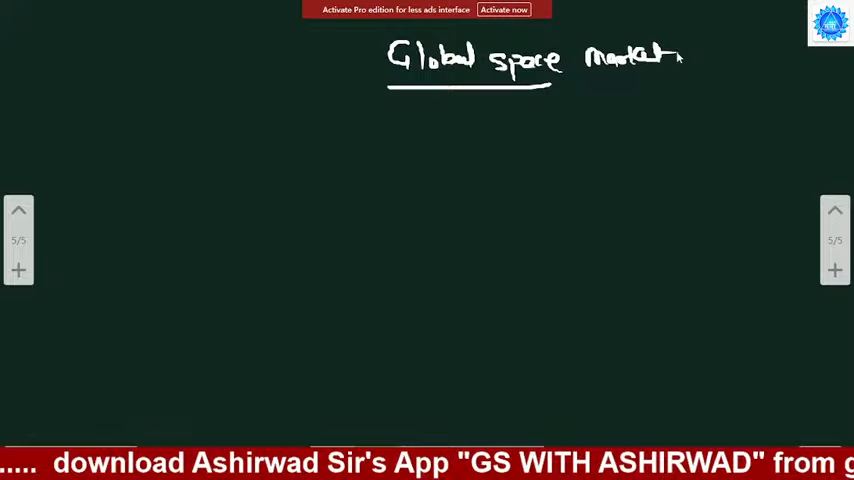 Activate Pro edition for less ads interface Activate now
Global space market
5/5
5/5
..... download Ashirwad Sir's App "GS WITH ASHIRWAD" from g